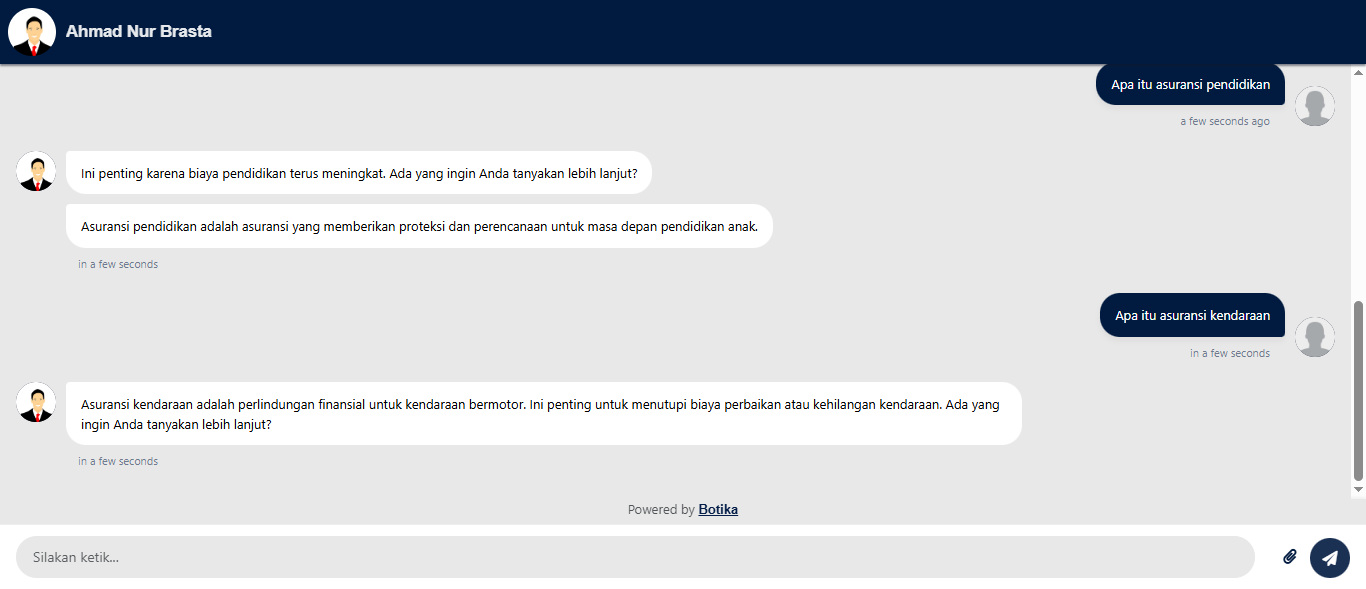 Ahmad Nur Brasta
Apa itu asuransi pendidikan
a few seconds ago
Ini penting karena biaya pendidikan terus meningkat. Ada yang ingin Anda tanyakan lebih lanjut?
Asuransi pendidikan adalah asuransi yang memberikan proteksi dan perencanaan untuk masa depan pendidikan anak.
in a few seconds
Apa itu asuransi kendaraan
in a few seconds
Asuransi kendaraan adalah perlindungan finansial untuk kendaraan bermotor. Ini penting untuk menutupi biaya perbaikan atau kehilangan kendaraan. Ada yang
ingin Anda tanyakan lebih lanjut?
in a few seconds
Powered by Botika
Silakan ketik...